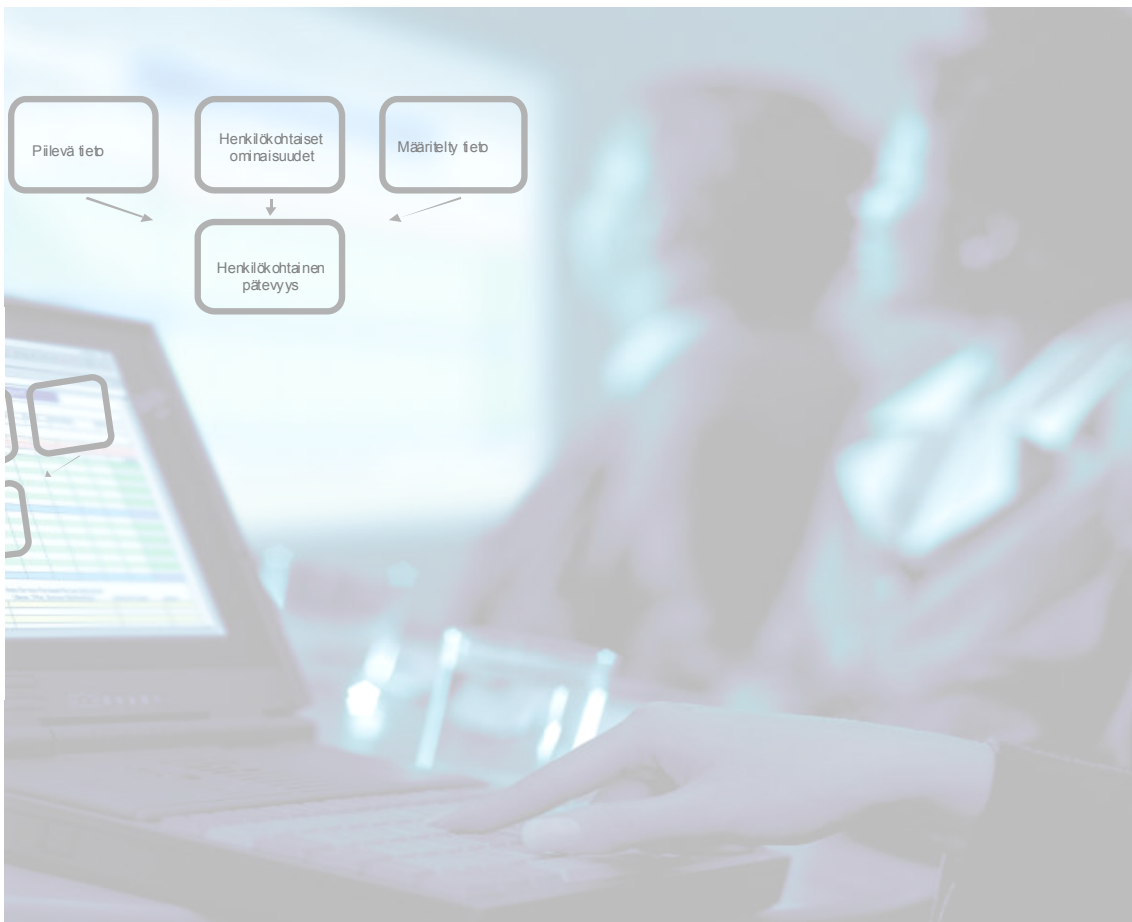 Piilevä tieto
Henkilökohtaiset
ominaisuudet
Määritelty tieto
Henkilökohtainen
pätevyys